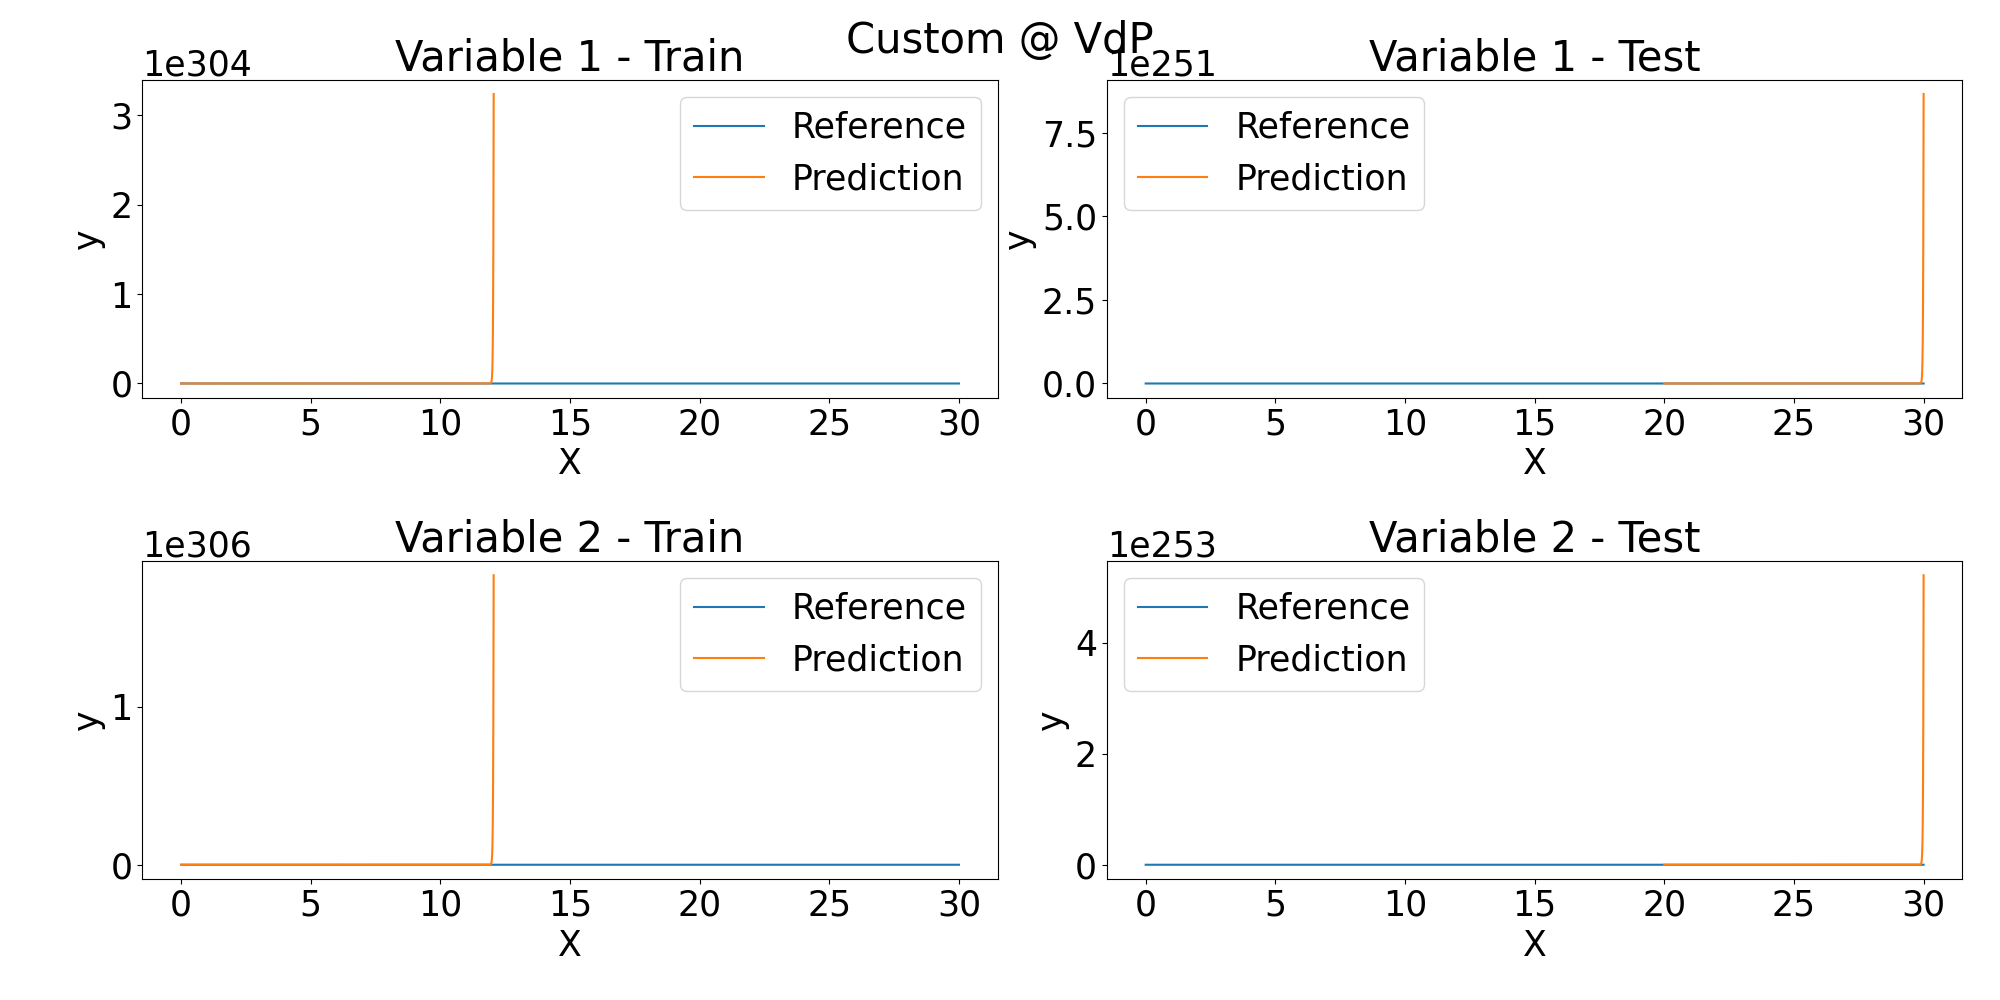 Custom @ VdP
Variable 1 - Train
1e304
3
2
1
0
y
0 5 10 15 20 25 30
X
Reference
Prediction
Variable 1 - Test
1e251
7.5
5.0
2.5
0.0
y
0 5 10 15 20 25 30
X
Reference
Prediction
Variable 2 - Train
1e306
1
0
y
0 5 10 15 20 25 30
X
Reference
Prediction
Variable 2 - Test
1e253
4
2
0
y
0 5 10 15 20 25 30
X
Reference
Prediction